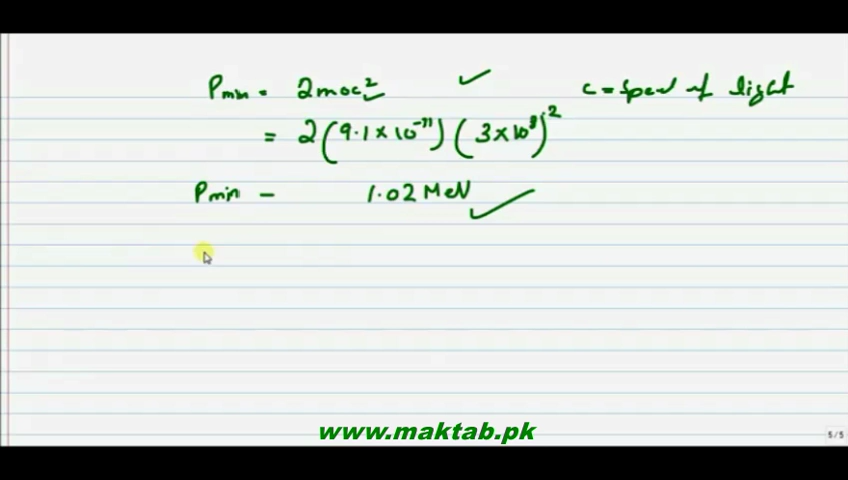 Pmin = 2moc² c = speed of light
= 2(9.1×10⁻³¹)(3×10⁸)²
Pmin - 1.02 MeV
www.maktab.pk
5/5